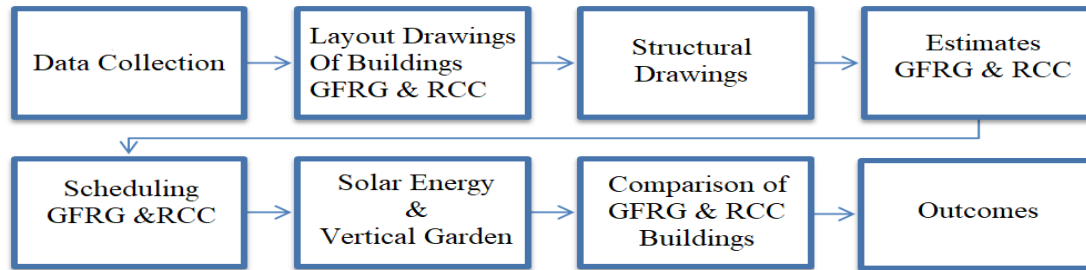 Data Collection
Layout Drawings
Of Buildings
GFRG & RCC
Structural
Drawings
Estimates
GFRG & RCC
Scheduling
GFRG &RCC
Solar Energy
&
Vertical Garden
Comparison of
GFRG & RCC
Buildings
Outcomes